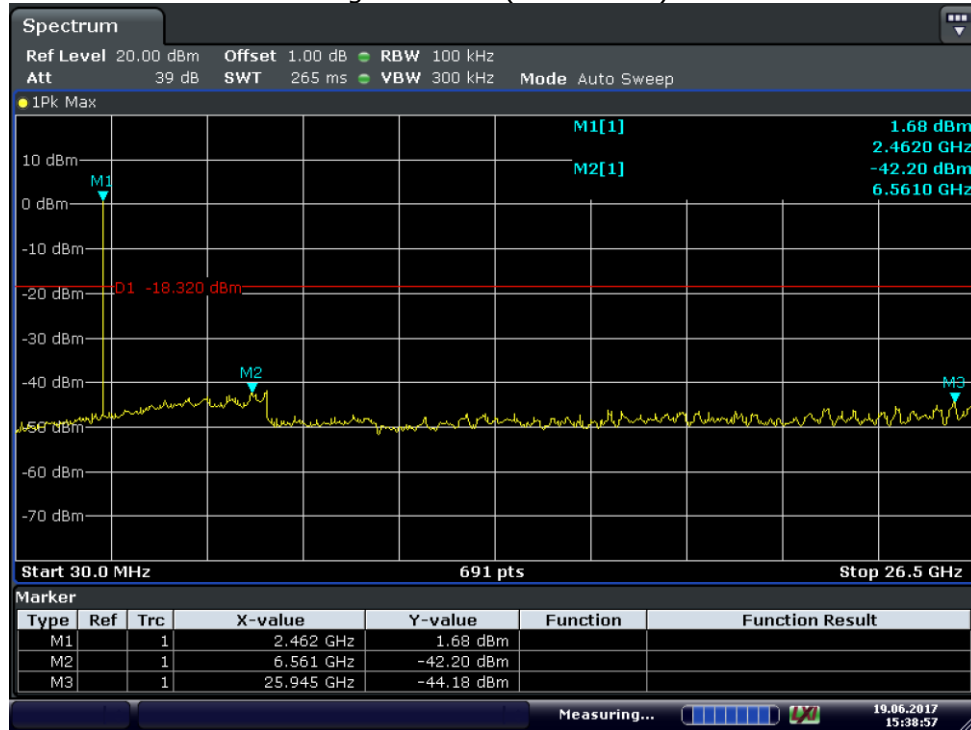 Spectrum
Ref Level 20.00 dBm Offset 1.00 dB RBW 100 kHz
Att 39 dB SWT 265 ms VBW 300 kHz Mode Auto Sweep
1Pk Max
M1[1] 1.68 dBm
2.4620 GHz
10 dBm
M2[1] -42.20 dBm
6.5610 GHz
M1
0 dBm
-10 dBm
D1 -18.320 dBm
-20 dBm
-30 dBm
M2
-40 dBm
M3
-50 dBm
-60 dBm
-70 dBm
Start 30.0 MHz 691 pts Stop 26.5 GHz
Marker
Type Ref Trc X-value Y-value Function Function Result
M1 1 2.462 GHz 1.68 dBm
M2 1 6.561 GHz -42.20 dBm
M3 1 25.945 GHz -44.18 dBm
Measuring... LXI 19.06.2017
15:38:57